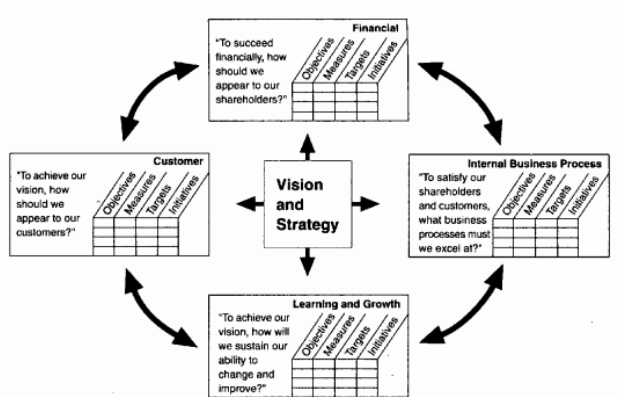 Financial
"To succeed
financially, how
should we
appear to our
shareholders?"
Objectives
Measures
Targets
Initiatives
Customer
"To achieve our
vision, how
should we
appear to our
customers?"
Objectives
Measures
Targets
Initiatives
Vision
and
Strategy
Internal Business Process
"To satisfy our
shareholders
and customers,
what business
processes must
we excel at?"
Objectives
Measures
Targets
Initiatives
Learning and Growth
"To achieve our
vision, how will
we sustain our
ability to
change and
improve?"
Objectives
Measures
Targets
Initiatives